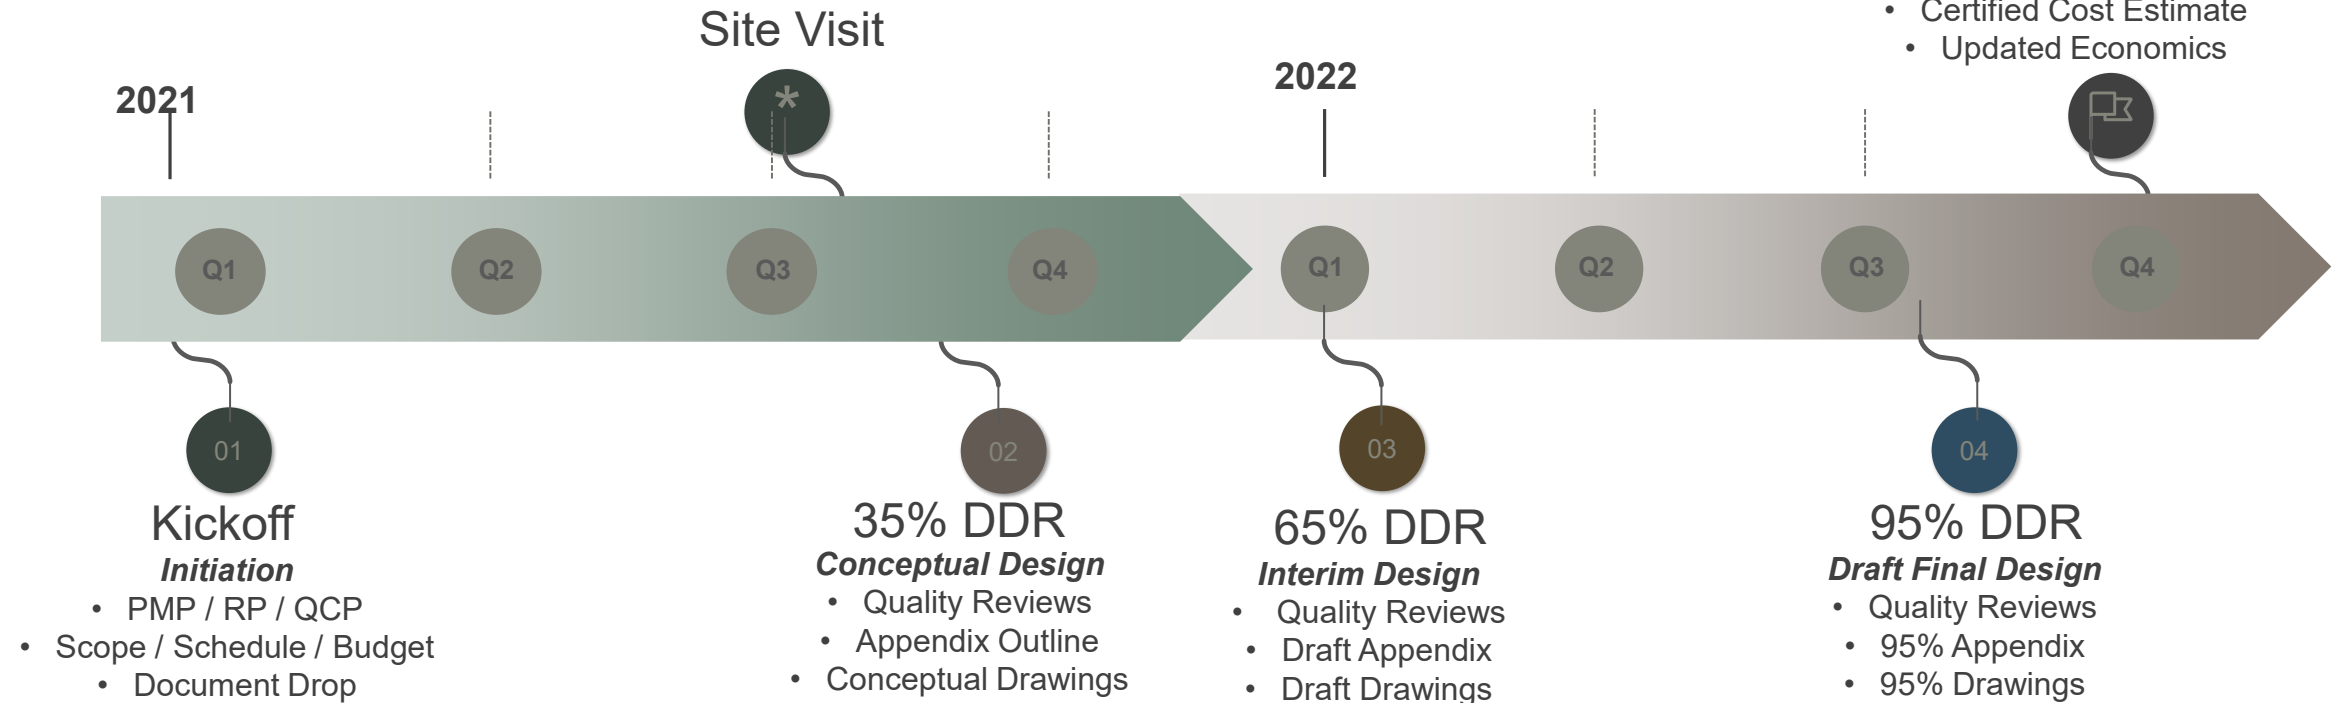 Site Visit
• Certified Cost Estimate
• Updated Economics
2021
*
2022
Q1
Q2
Q3
Q4
Q1
Q2
Q3
Q4
01
Kickoff
Initiation
• PMP / RP / QCP
• Scope / Schedule / Budget
• Document Drop
02
35% DDR
Conceptual Design
• Quality Reviews
• Appendix Outline
• Conceptual Drawings
03
65% DDR
Interim Design
• Quality Reviews
• Draft Appendix
• Draft Drawings
04
95% DDR
Draft Final Design
• Quality Reviews
• 95% Appendix
• 95% Drawings